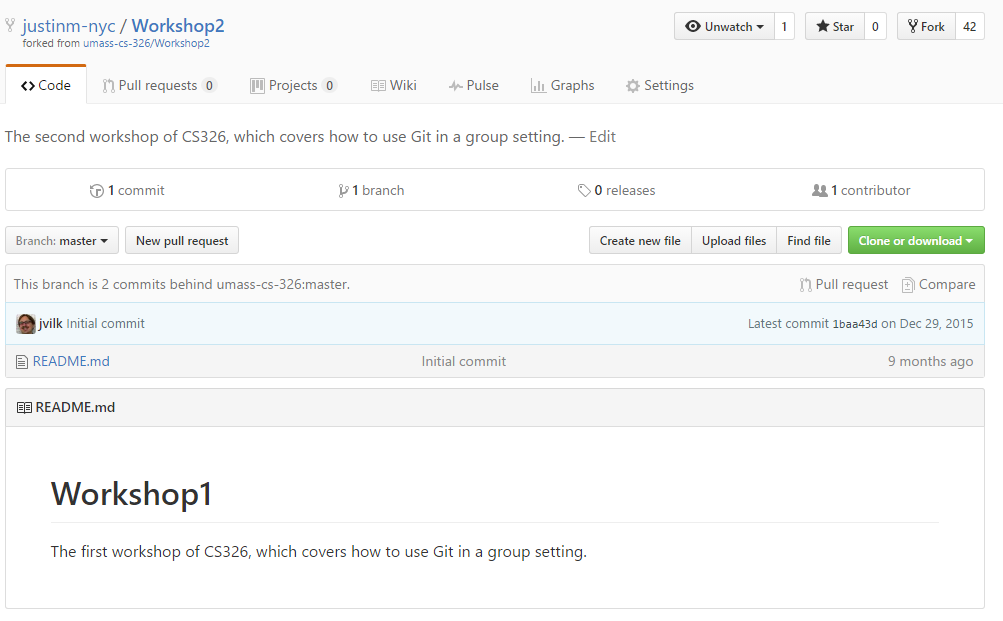 justinm-nyc / Workshop2 Unwatch 1 Star 0 Fork 42
forked from umass-cs-326/Workshop2
Code Pull requests 0 Projects 0 Wiki Pulse Graphs Settings
The second workshop of CS326, which covers how to use Git in a group setting. — Edit
1 commit 1 branch 0 releases 1 contributor
Branch: master New pull request Create new file Upload files Find file Clone or download
This branch is 2 commits behind umass-cs-326:master. Pull request Compare
jvilk Initial commit Latest commit 1baa43d on Dec 29, 2015
README.md Initial commit 9 months ago
README.md
Workshop1
The first workshop of CS326, which covers how to use Git in a group setting.